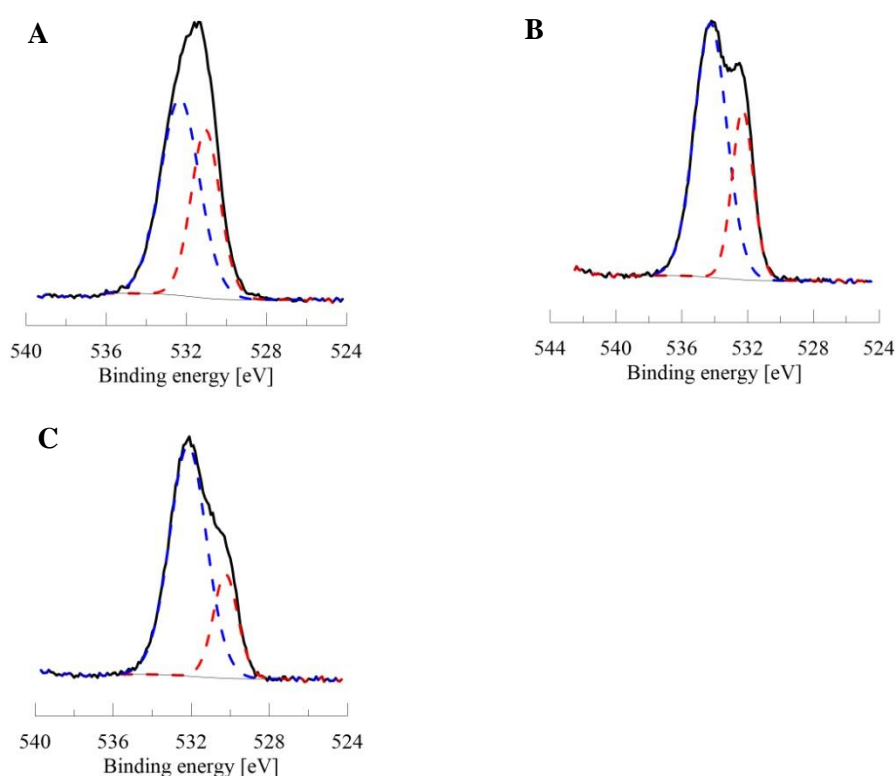 A
540 536 532 528 524
Binding energy [eV]
B
544 540 536 532 528 524
Binding energy [eV]
C
540 536 532 528 524
Binding energy [eV]